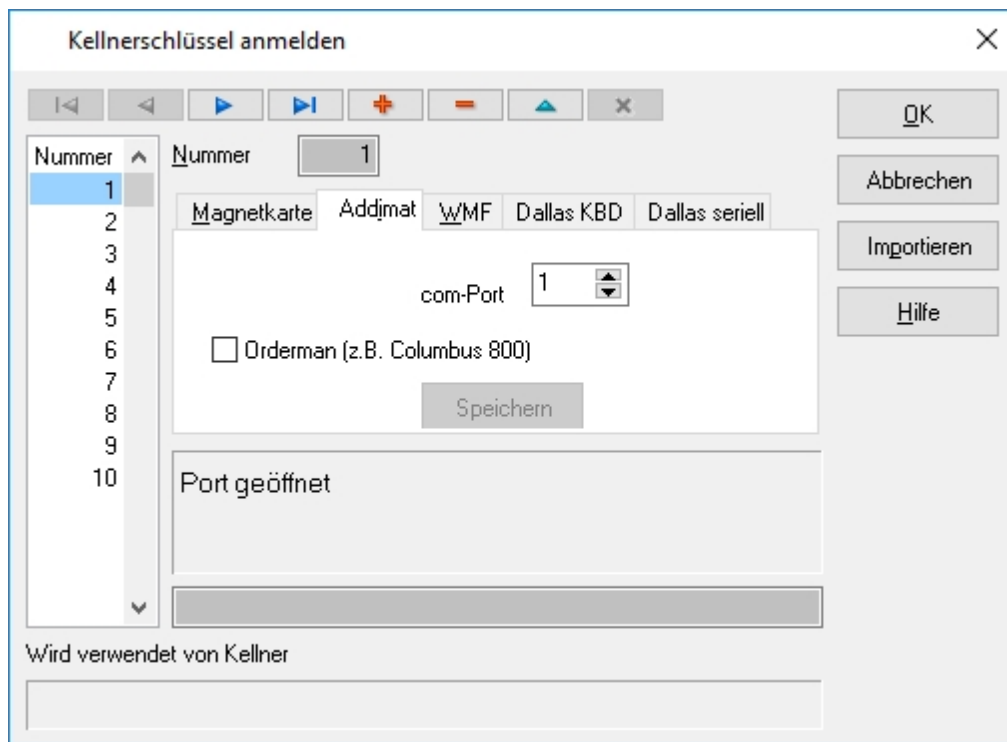 Kellnerschlüssel anmelden
OK
Nummer
1
2
3
4
5
6
7
8
9
10
Nummer 1
Abbrechen
Magnetkarte Addimat WMF Dallas KBD Dallas seriell
Importieren
com-Port 1
Hilfe
Orderman (z.B. Columbus 800)
Speichern
Port geöffnet
Wird verwendet von Kellner